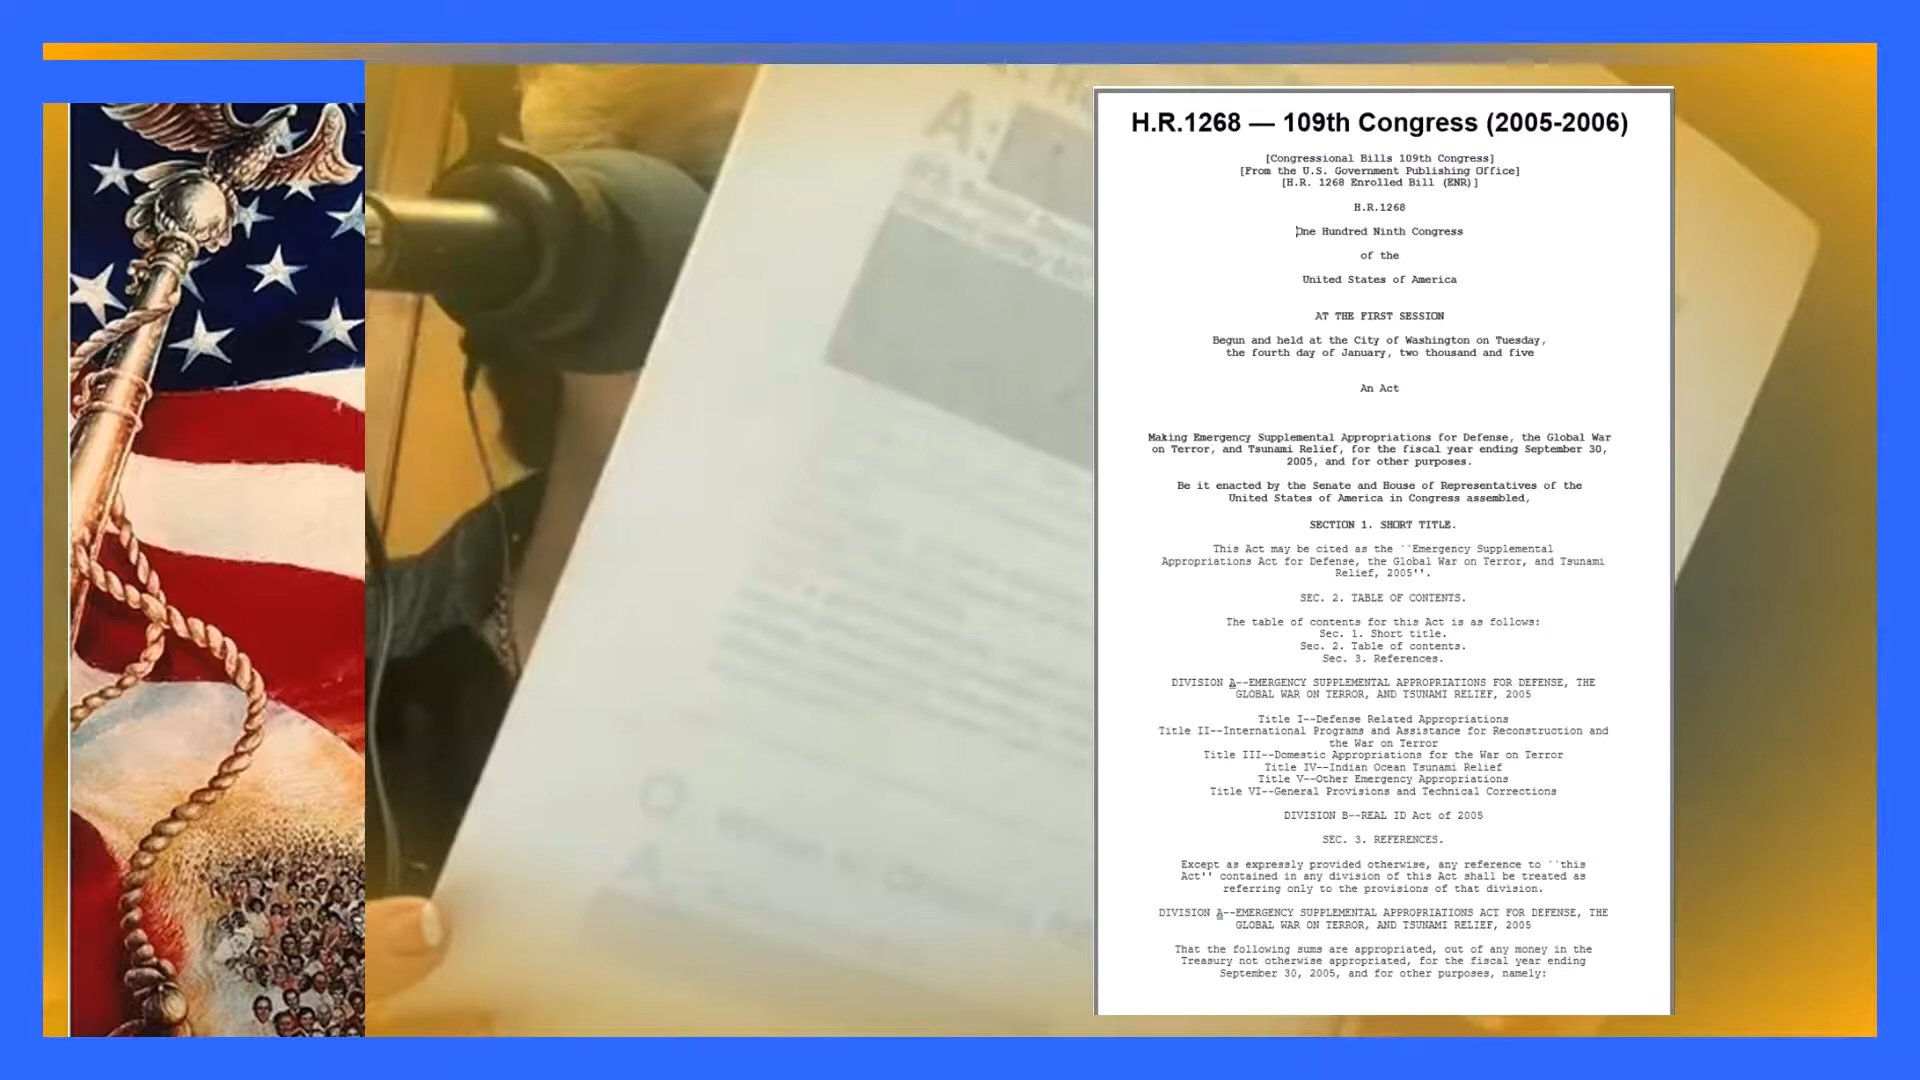 H.R.1268 — 109th Congress (2005-2006)
[Congressional Bills 109th Congress]
[From the U.S. Government Publishing Office]
[H.R. 1268 Enrolled Bill (ENR)]
H.R.1268
One Hundred Ninth Congress
of the
United States of America
AT THE FIRST SESSION
Begun and held at the City of Washington on Tuesday,
the fourth day of January, two thousand and five
An Act
Making Emergency Supplemental Appropriations for Defense, the Global War
on Terror, and Tsunami Relief, for the fiscal year ending September 30,
2005, and for other purposes.
Be it enacted by the Senate and House of Representatives of the
United States of America in Congress assembled,
SECTION 1. SHORT TITLE.
This Act may be cited as the ``Emergency Supplemental
Appropriations Act for Defense, the Global War on Terror, and Tsunami
Relief, 2005''.
SEC. 2. TABLE OF CONTENTS.
The table of contents for this Act is as follows:
Sec. 1. Short title.
Sec. 2. Table of contents.
Sec. 3. References.
DIVISION A--EMERGENCY SUPPLEMENTAL APPROPRIATIONS FOR DEFENSE, THE
GLOBAL WAR ON TERROR, AND TSUNAMI RELIEF, 2005
Title I--Defense Related Appropriations
Title II--International Programs and Assistance for Reconstruction and
the War on Terror
Title III--Domestic Appropriations for the War on Terror
Title IV--Indian Ocean Tsunami Relief
Title V--Other Emergency Appropriations
Title VI--General Provisions and Technical Corrections
DIVISION B--REAL ID Act of 2005
SEC. 3. REFERENCES.
Except as expressly provided otherwise, any reference to ``this
Act'' contained in any division of this Act shall be treated as
referring only to the provisions of that division.
DIVISION A--EMERGENCY SUPPLEMENTAL APPROPRIATIONS ACT FOR DEFENSE, THE
GLOBAL WAR ON TERROR, AND TSUNAMI RELIEF, 2005
That the following sums are appropriated, out of any money in the
Treasury not otherwise appropriated, for the fiscal year ending
September 30, 2005, and for other purposes, namely: